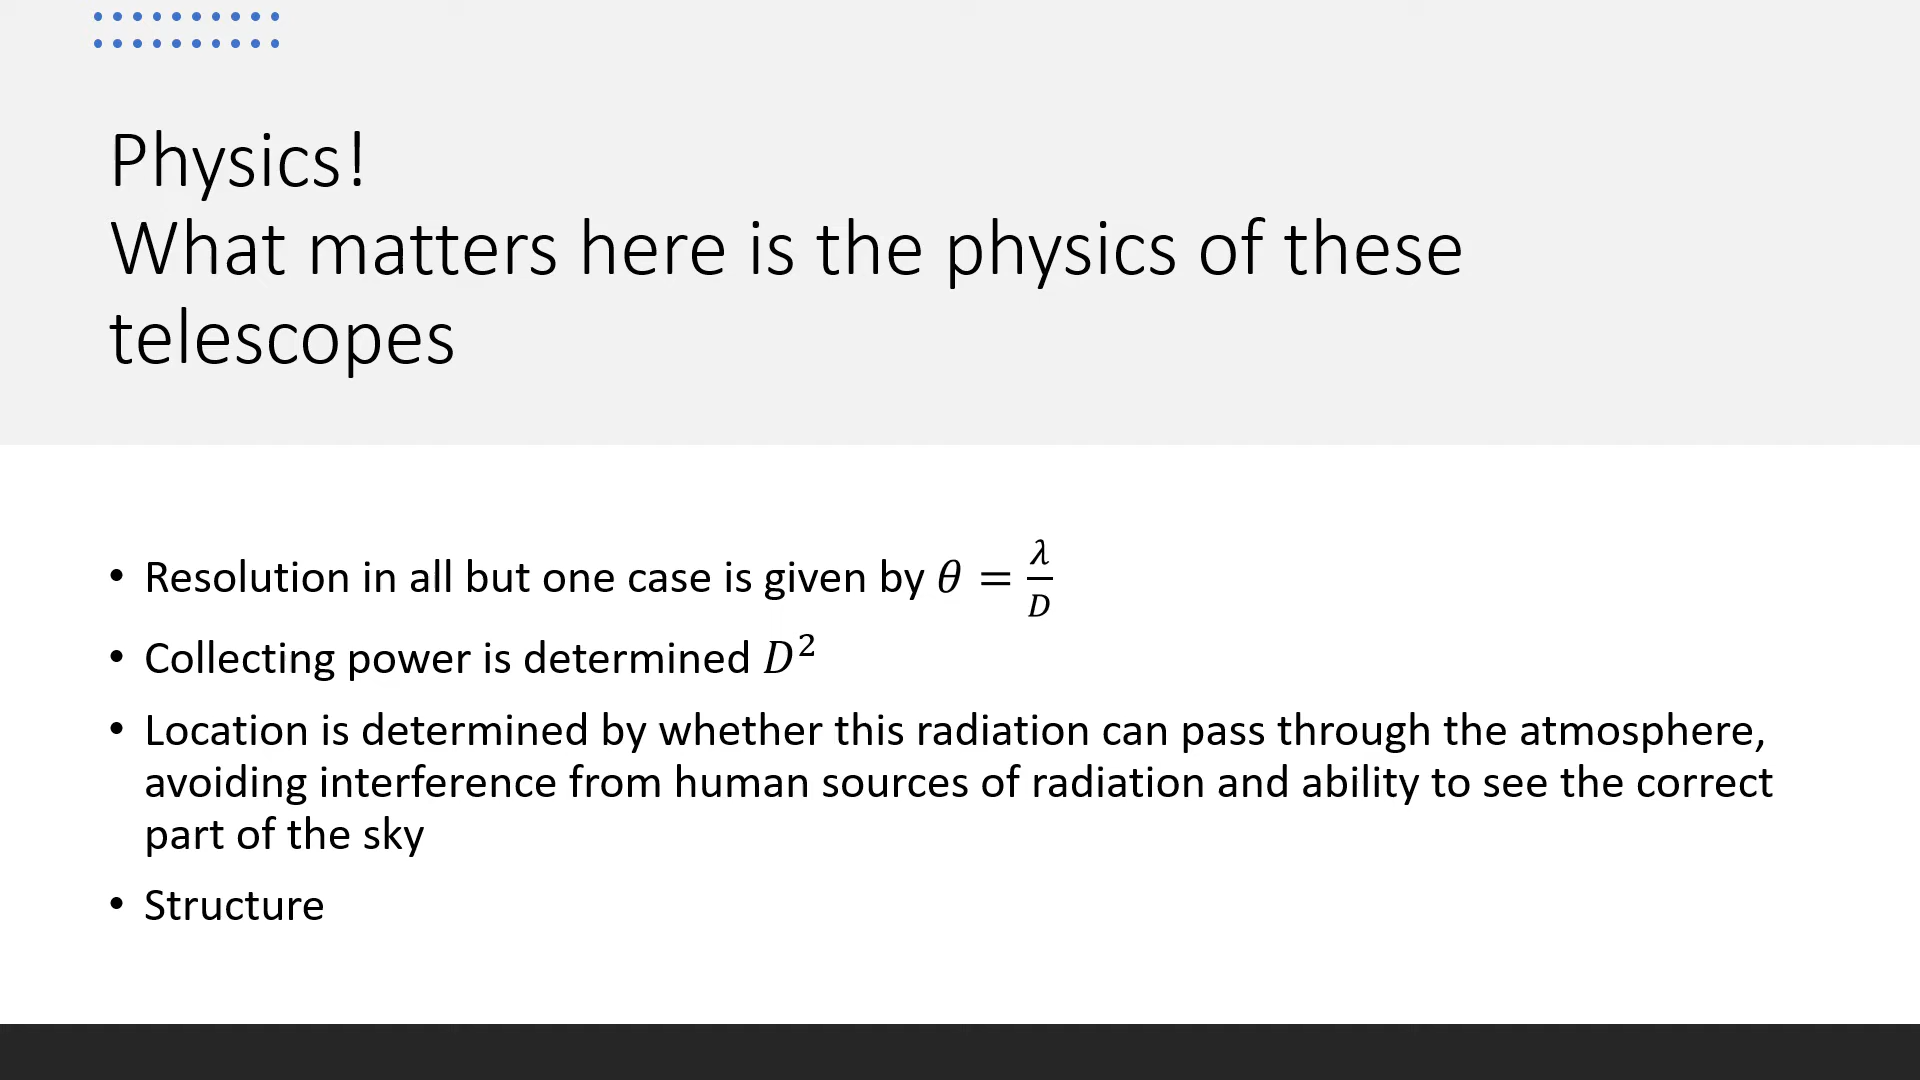 Physics!
What matters here is the physics of these
telescopes
• Resolution in all but one case is given by θ = λ/D
• Collecting power is determined D²
• Location is determined by whether this radiation can pass through the atmosphere,
avoiding interference from human sources of radiation and ability to see the correct
part of the sky
• Structure